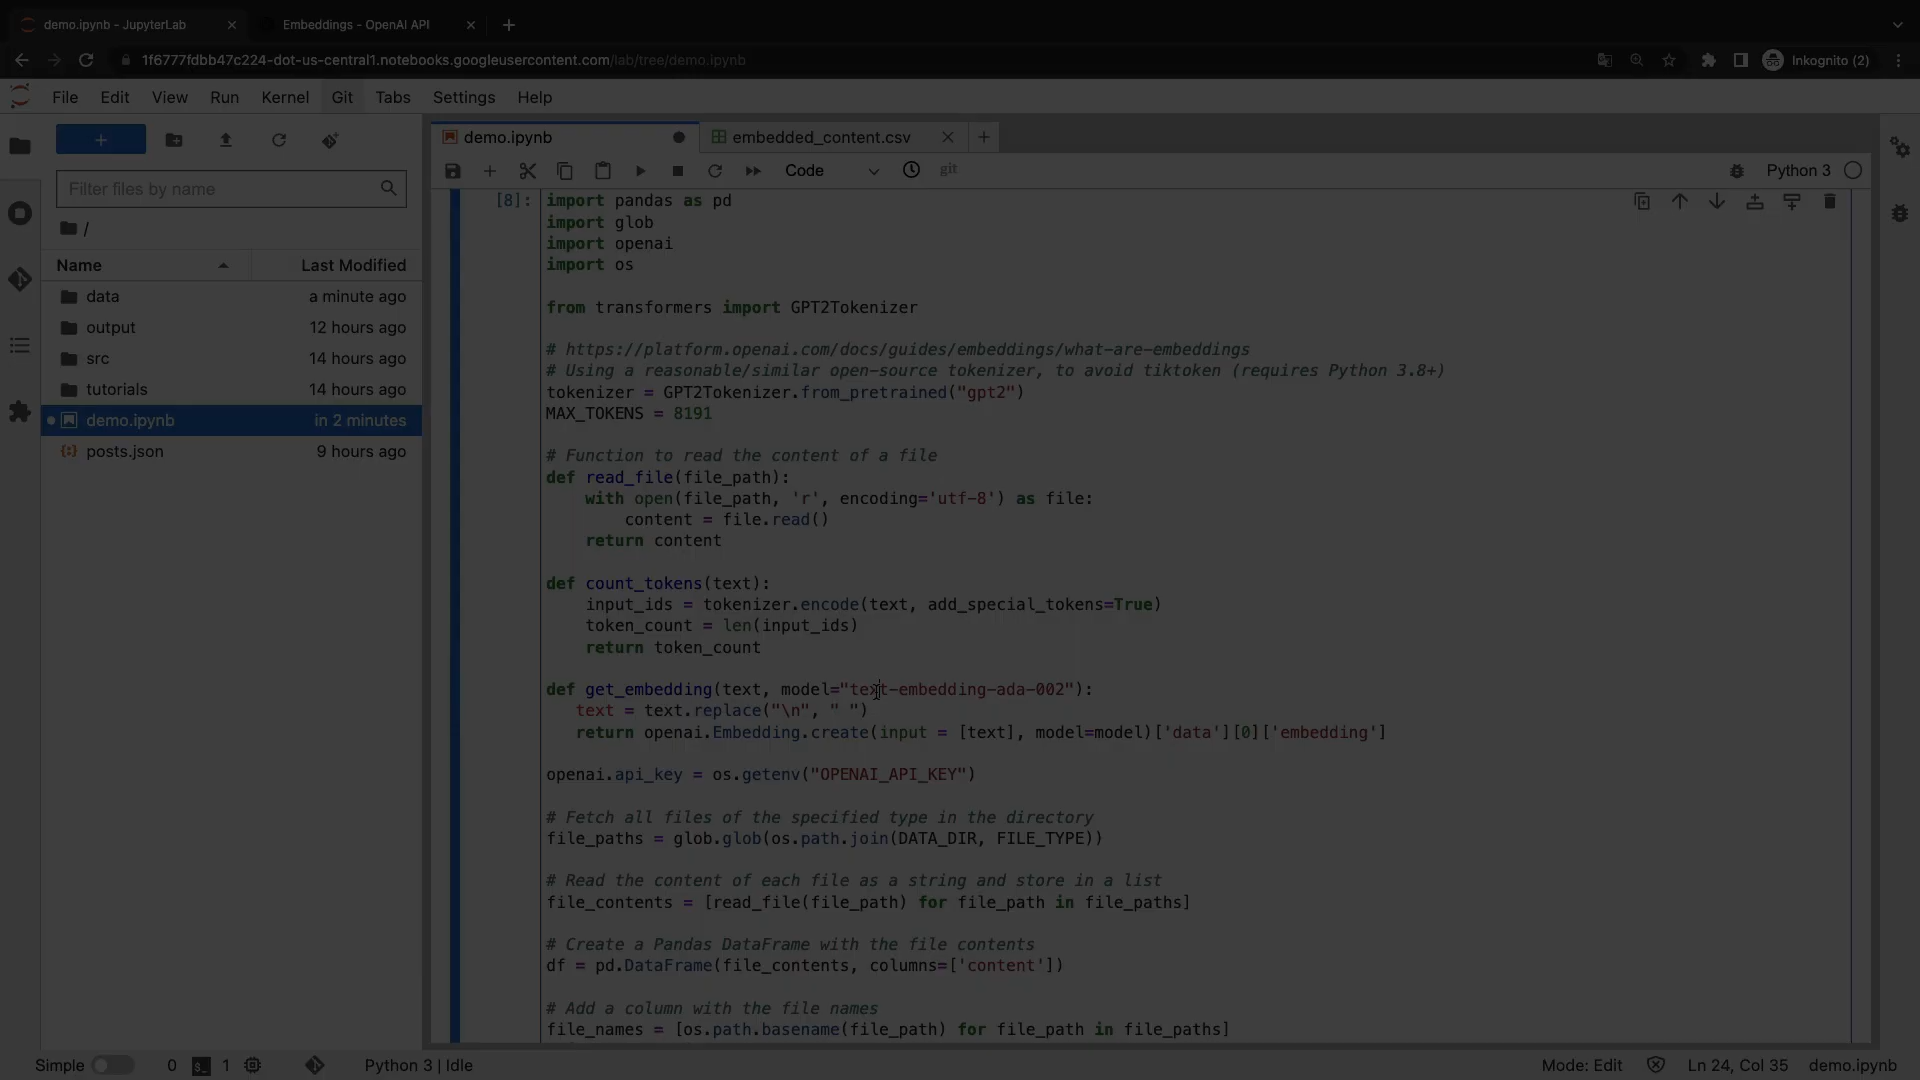 demo.ipynb - JupyterLab
Embeddings - OpenAI API
1f6777fdbb47c224-dot-us-central1.notebooks.googleusercontent.com/lab/tree/demo.ipynb
Inkognito (2)
File Edit View Run Kernel Git Tabs Settings Help
demo.ipynb
embedded_content.csv
Code
git
Python 3
Filter files by name
/
Name Last Modified
data a minute ago
output 12 hours ago
src 14 hours ago
tutorials 14 hours ago
demo.ipynb in 2 minutes
posts.json 9 hours ago
[8]:
import pandas as pd
import glob
import openai
import os
from transformers import GPT2Tokenizer
# https://platform.openai.com/docs/guides/embeddings/what-are-embeddings
# Using a reasonable/similar open-source tokenizer, to avoid tiktoken (requires Python 3.8+)
tokenizer = GPT2Tokenizer.from_pretrained("gpt2")
MAX_TOKENS = 8191
# Function to read the content of a file
def read_file(file_path):
    with open(file_path, 'r', encoding='utf-8') as file:
        content = file.read()
    return content
def count_tokens(text):
    input_ids = tokenizer.encode(text, add_special_tokens=True)
    token_count = len(input_ids)
    return token_count
def get_embedding(text, model="text-embedding-ada-002"):
   text = text.replace("\n", " ")
   return openai.Embedding.create(input = [text], model=model)['data'][0]['embedding']
openai.api_key = os.getenv("OPENAI_API_KEY")
# Fetch all files of the specified type in the directory
file_paths = glob.glob(os.path.join(DATA_DIR, FILE_TYPE))
# Read the content of each file as a string and store in a list
file_contents = [read_file(file_path) for file_path in file_paths]
# Create a Pandas DataFrame with the file contents
df = pd.DataFrame(file_contents, columns=['content'])
# Add a column with the file names
file_names = [os.path.basename(file_path) for file_path in file_paths]
Simple 0 1 Python 3 | Idle Mode: Edit Ln 24, Col 35 demo.ipynb